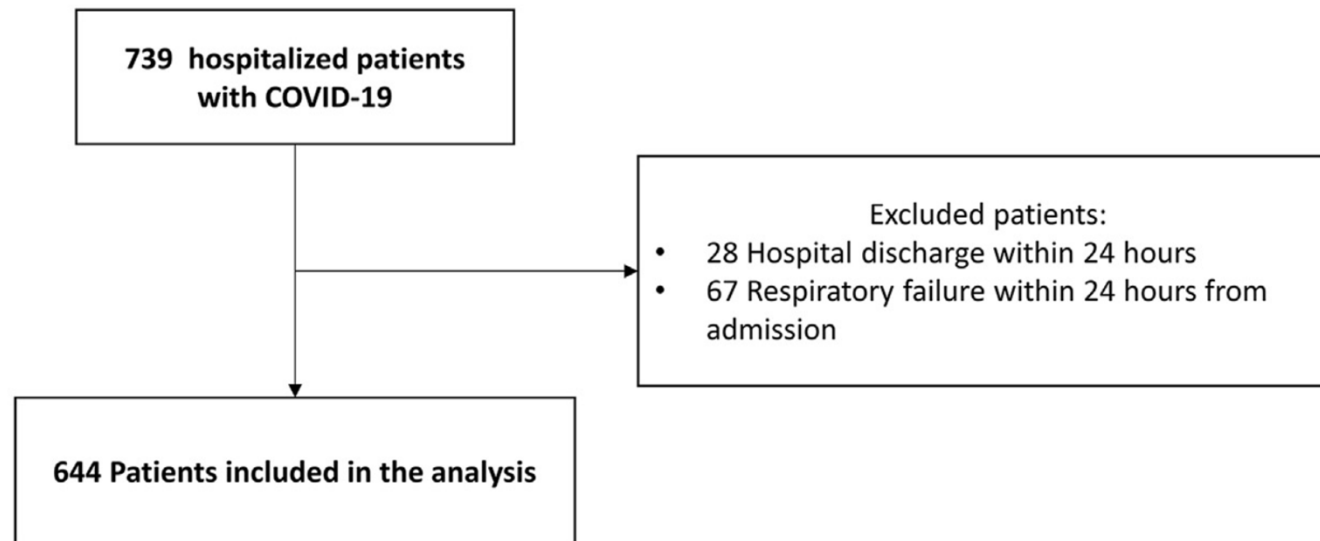 739 hospitalized patients
with COVID-19
Excluded patients:
• 28 Hospital discharge within 24 hours
• 67 Respiratory failure within 24 hours from
admission
644 Patients included in the analysis